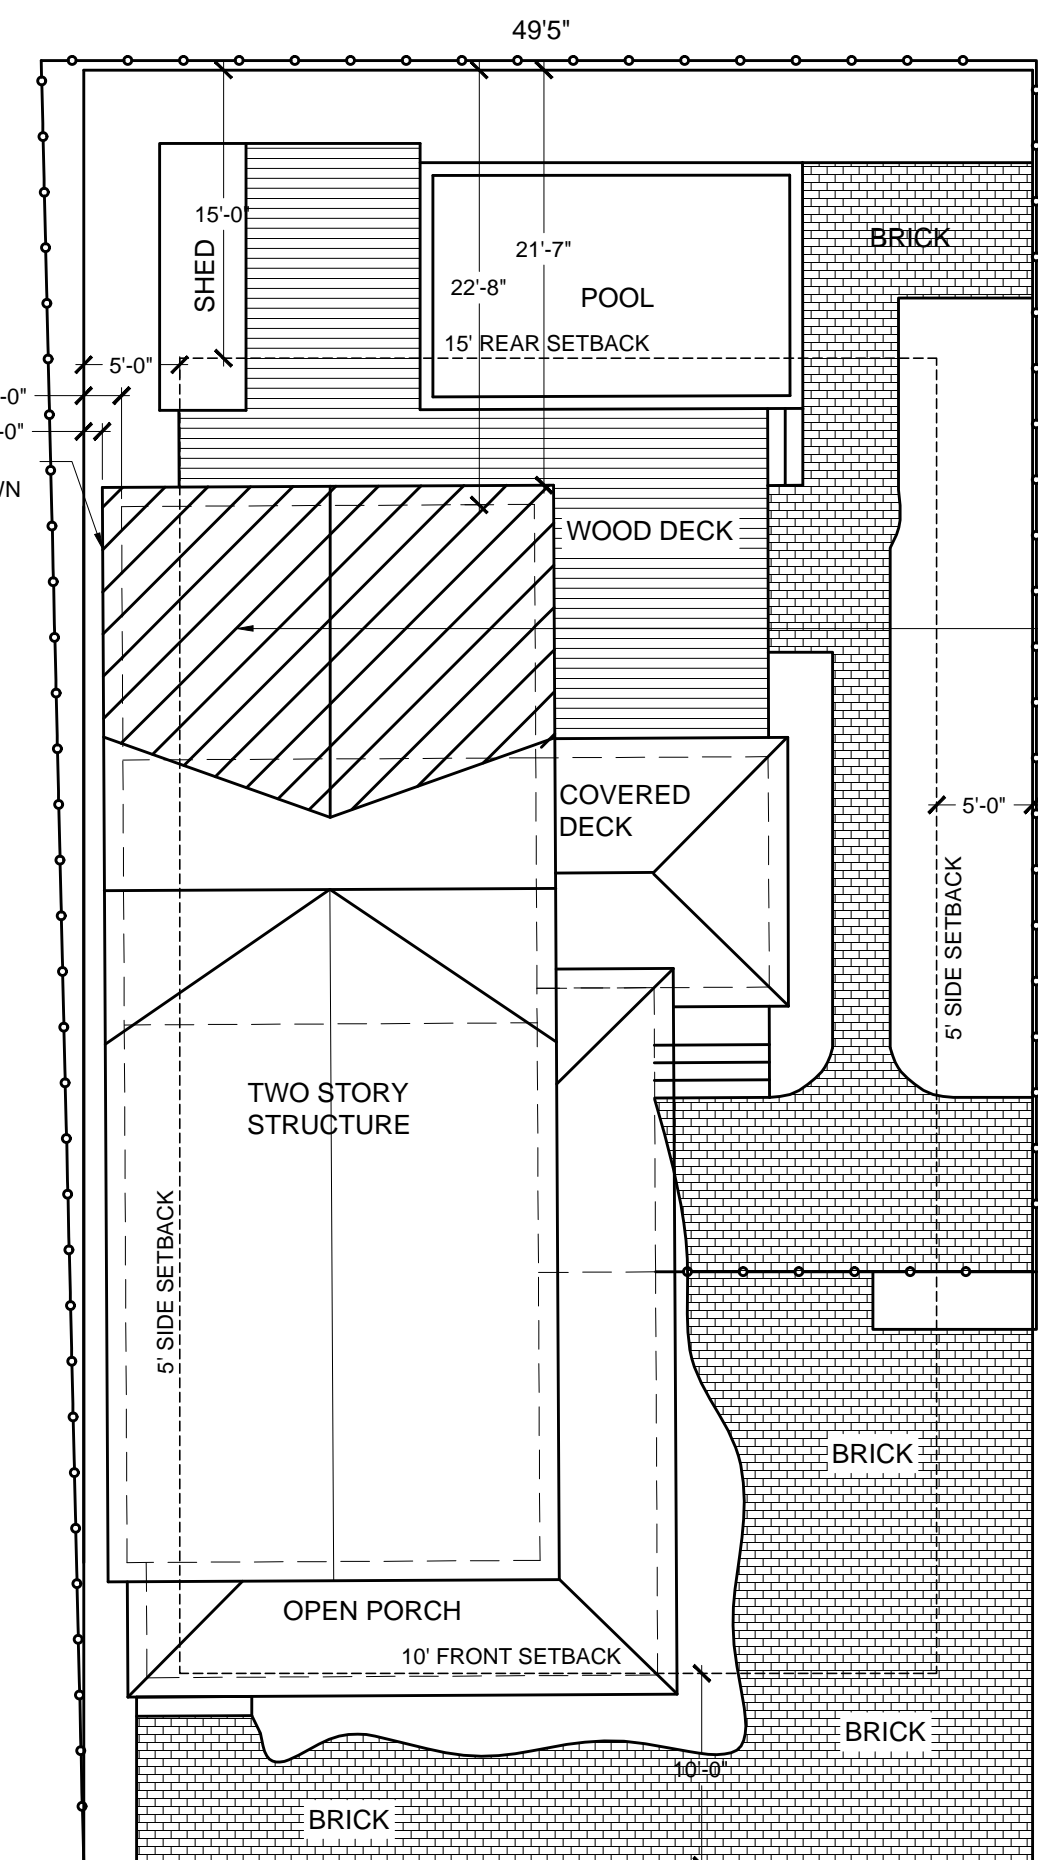 49'5"
15'-0"
BRICK
21'-7"
SHED
22'-8"
POOL
15' REAR SETBACK
5'-0"
-0"
-0"
WOOD DECK
COVERED
DECK
5'-0"
5' SIDE SETBACK
TWO STORY
STRUCTURE
5' SIDE SETBACK
BRICK
OPEN PORCH
10' FRONT SETBACK
BRICK
10'-0"
BRICK